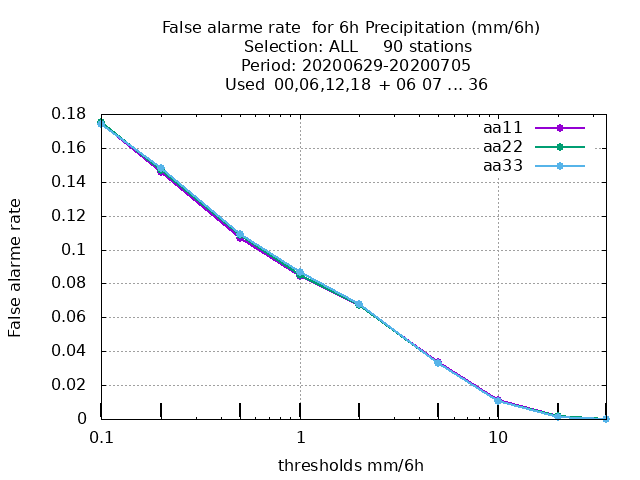 False alarme rate  for 6h Precipitation (mm/6h)
Selection: ALL     90 stations
Period: 20200629-20200705
Used  00,06,12,18 + 06 07 ... 36
aa11
aa22
aa33
0.18
0.16
0.14
0.12
0.1
0.08
0.06
0.04
0.02
0
False alarme rate
0.1
1
10
thresholds mm/6h